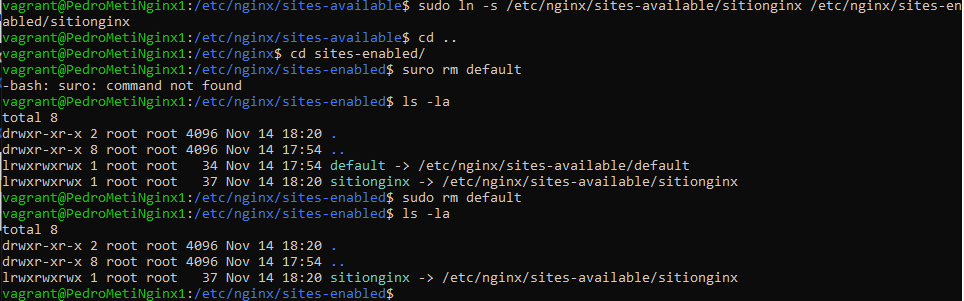 vagrant@PedroMetiNginx1:/etc/nginx/sites-available$ sudo ln -s /etc/nginx/sites-available/sitionginx /etc/nginx/sites-en
abled/sitionginx
vagrant@PedroMetiNginx1:/etc/nginx/sites-available$ cd ..
vagrant@PedroMetiNginx1:/etc/nginx$ cd sites-enabled/
vagrant@PedroMetiNginx1:/etc/nginx/sites-enabled$ suro rm default
-bash: suro: command not found
vagrant@PedroMetiNginx1:/etc/nginx/sites-enabled$ ls -la
total 8
drwxr-xr-x 2 root root 4096 Nov 14 18:20 .
drwxr-xr-x 8 root root 4096 Nov 14 17:54 ..
lrwxrwxrwx 1 root root   34 Nov 14 17:54 default -> /etc/nginx/sites-available/default
lrwxrwxrwx 1 root root   37 Nov 14 18:20 sitionginx -> /etc/nginx/sites-available/sitionginx
vagrant@PedroMetiNginx1:/etc/nginx/sites-enabled$ sudo rm default
vagrant@PedroMetiNginx1:/etc/nginx/sites-enabled$ ls -la
total 8
drwxr-xr-x 2 root root 4096 Nov 14 18:20 .
drwxr-xr-x 8 root root 4096 Nov 14 17:54 ..
lrwxrwxrwx 1 root root   37 Nov 14 18:20 sitionginx -> /etc/nginx/sites-available/sitionginx
vagrant@PedroMetiNginx1:/etc/nginx/sites-enabled$